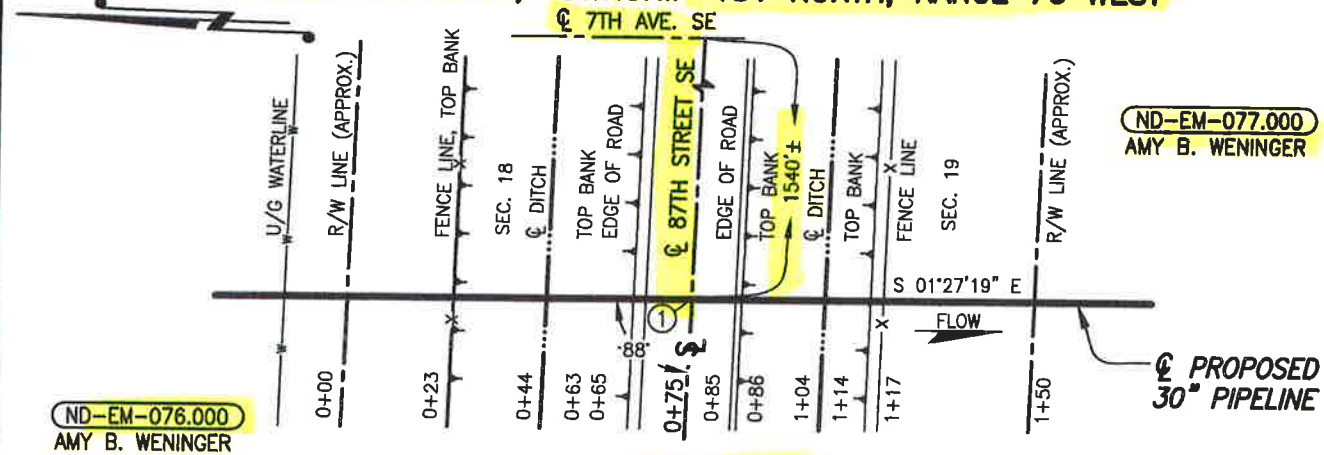 ℄ 7TH AVE. SE
U/G WATERLINE
R/W LINE (APPROX.)
FENCE LINE, TOP BANK
SEC. 18
℄ DITCH
TOP BANK
EDGE OF ROAD
℄ 87TH STREET SE
EDGE OF ROAD
TOP BANK
1540'±
℄ DITCH
TOP BANK
FENCE LINE
SEC. 19
R/W LINE (APPROX.)
ND-EM-077.000
AMY B. WENINGER
W
W
X
X
X
X
S 01°27'19" E
FLOW
1
88°
0+00
0+23
0+44
0+63
0+65
0+75
0+85
0+86
1+04
1+14
1+17
1+50
℄ PROPOSED
30" PIPELINE
ND-EM-076.000
AMY B. WENINGER